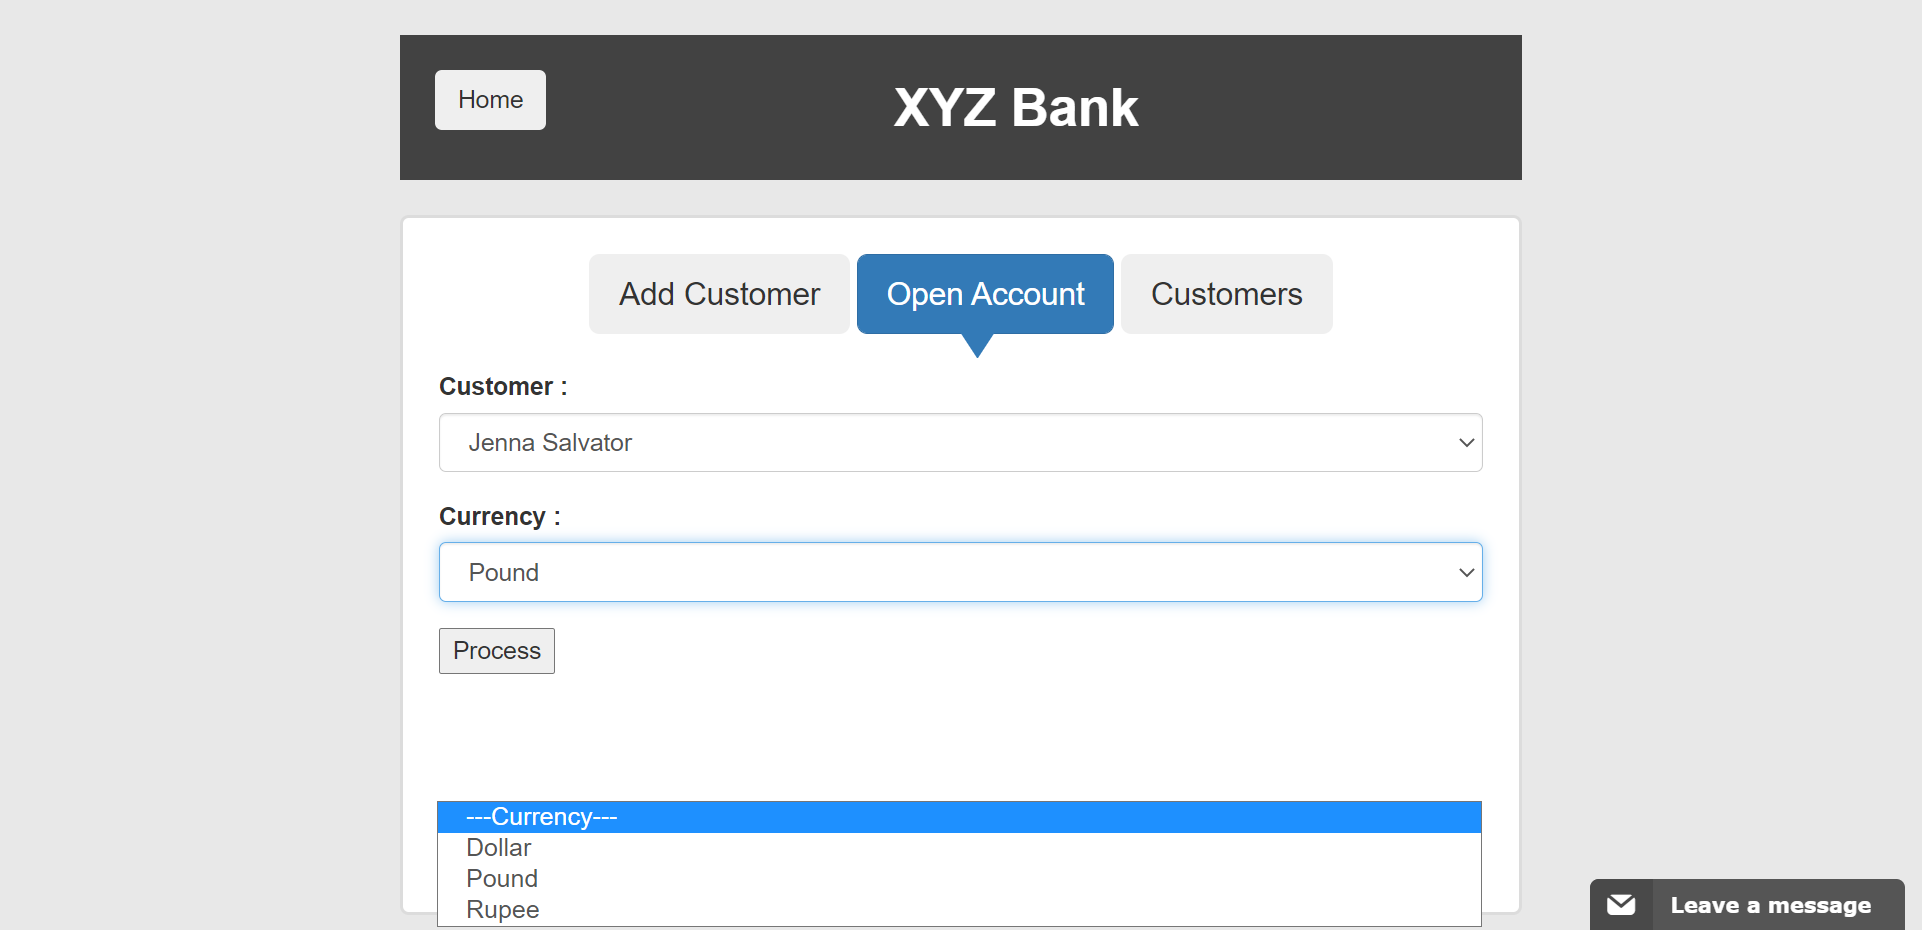 Home
XYZ Bank
Add Customer
Open Account
Customers
Customer :
Jenna Salvator
Currency :
Pound
Process
---Currency---
Dollar
Pound
Rupee
Leave a message